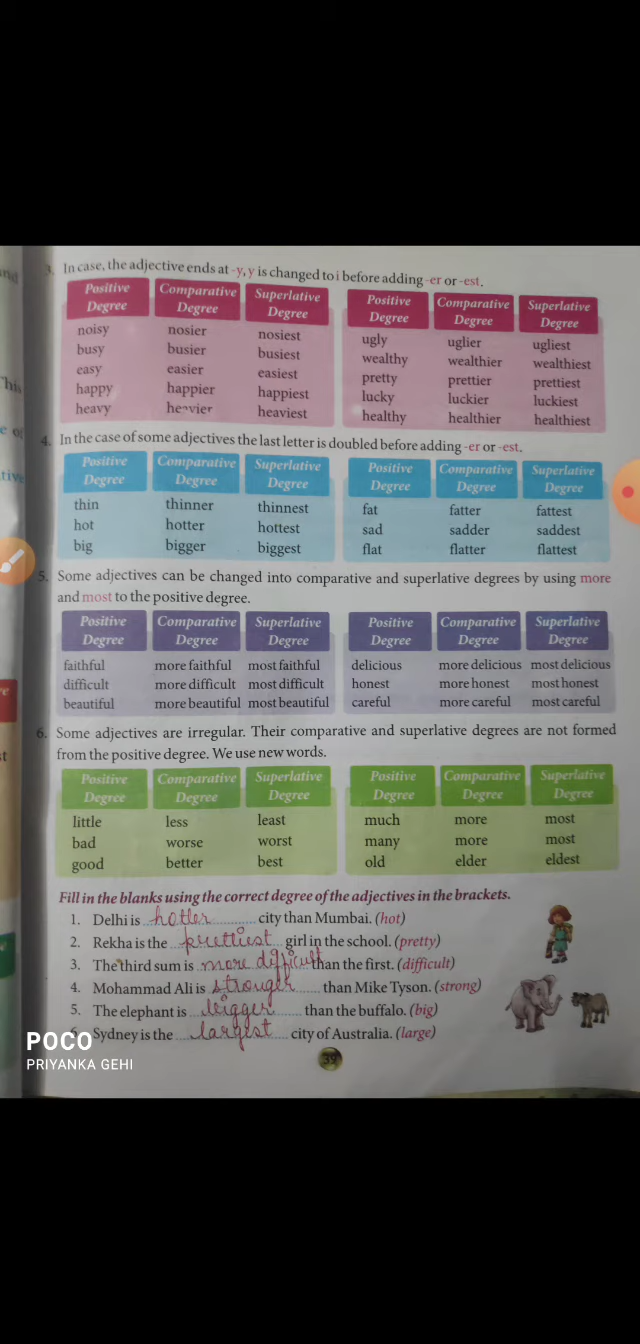 3. In case, the adjective ends at -y, y is changed to i before adding -er or -est.
Positive Degree Comparative Degree Superlative Degree
noisy nosier nosiest
busy busier busiest
easy easier easiest
happy happier happiest
heavy heavier heaviest
Positive Degree Comparative Degree Superlative Degree
ugly uglier ugliest
wealthy wealthier wealthiest
pretty prettier prettiest
lucky luckier luckiest
healthy healthier healthiest
4. In the case of some adjectives the last letter is doubled before adding -er or -est.
Positive Degree Comparative Degree Superlative Degree
thin thinner thinnest
hot hotter hottest
big bigger biggest
Positive Degree Comparative Degree Superlative Degree
fat fatter fattest
sad sadder saddest
flat flatter flattest
5. Some adjectives can be changed into comparative and superlative degrees by using more
and most to the positive degree.
Positive Degree Comparative Degree Superlative Degree
faithful more faithful most faithful
difficult more difficult most difficult
beautiful more beautiful most beautiful
Positive Degree Comparative Degree Superlative Degree
delicious more delicious most delicious
honest more honest most honest
careful more careful most careful
6. Some adjectives are irregular. Their comparative and superlative degrees are not formed
from the positive degree. We use new words.
Positive Degree Comparative Degree Superlative Degree
little less least
bad worse worst
good better best
Positive Degree Comparative Degree Superlative Degree
much more most
many more most
old elder eldest
Fill in the blanks using the correct degree of the adjectives in the brackets.
1. Delhi is hotter city than Mumbai. (hot)
2. Rekha is the prettiest girl in the school. (pretty)
3. The third sum is more difficult than the first. (difficult)
4. Mohammad Ali is stronger than Mike Tyson. (strong)
5. The elephant is bigger than the buffalo. (big)
Sydney is the largest city of Australia. (large)
39
POCO
PRIYANKA GEHI